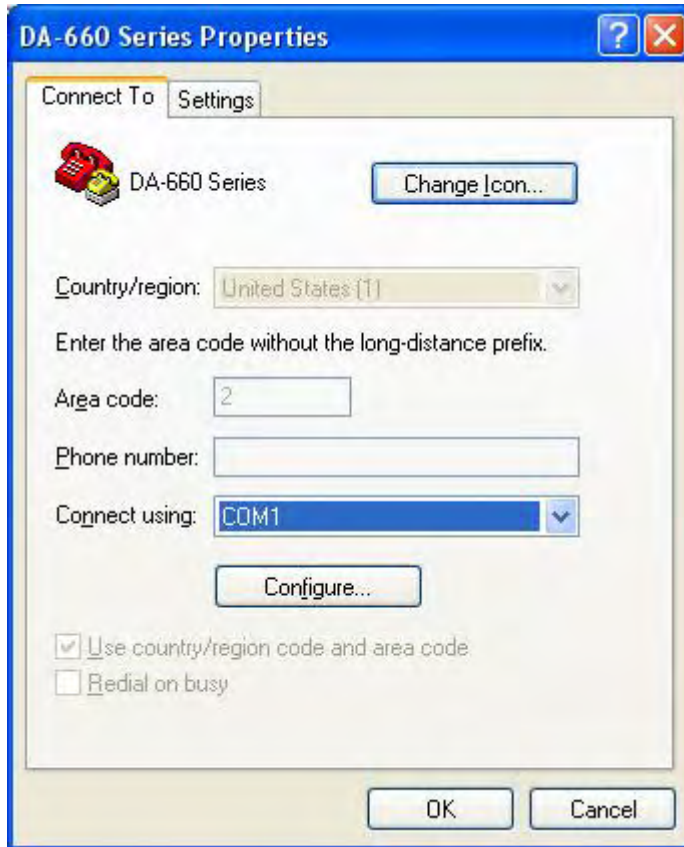 DA-660 Series Properties
Connect To Settings
DA-660 Series Change Icon...
Country/region: United States (1)
Enter the area code without the long-distance prefix.
Area code: 2
Phone number:
Connect using: COM1
Configure...
Use country/region code and area code
Redial on busy
OK Cancel